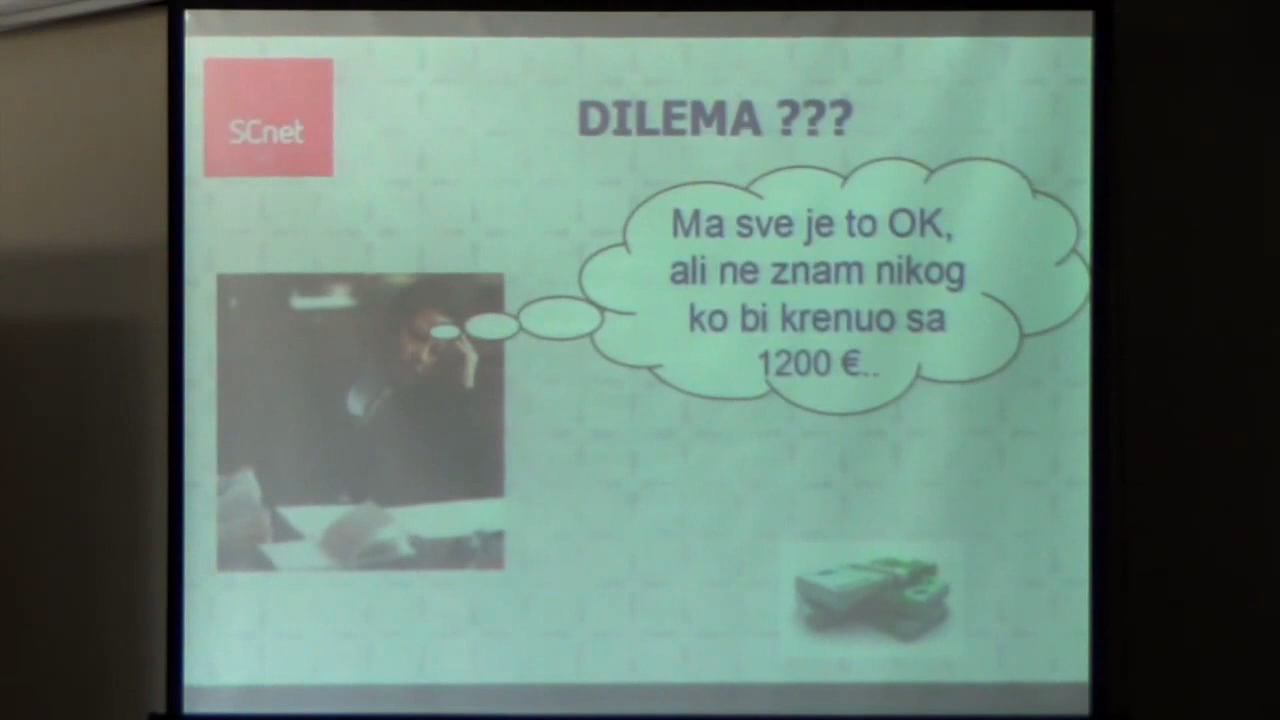 SCnet
DILEMA ???
Ma sve je to OK,
ali ne znam nikog
ko bi krenuo sa
1200 €..